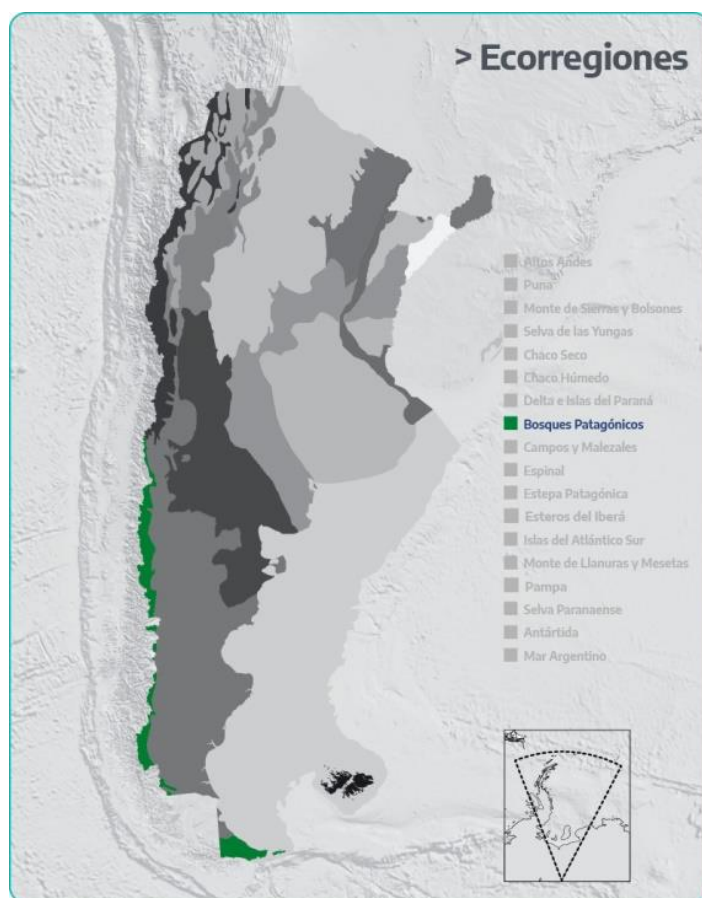 > Ecorregiones
Altos Andes
Puna
Monte de Sierras y Bolsones
Selva de las Yungas
Chaco Seco
Chaco Húmedo
Delta e Islas del Paraná
Bosques Patagónicos
Campos y Malezales
Espinal
Estepa Patagónica
Esteros del Iberá
Islas del Atlántico Sur
Monte de Llanuras y Mesetas
Pampa
Selva Paranaense
Antártida
Mar Argentino